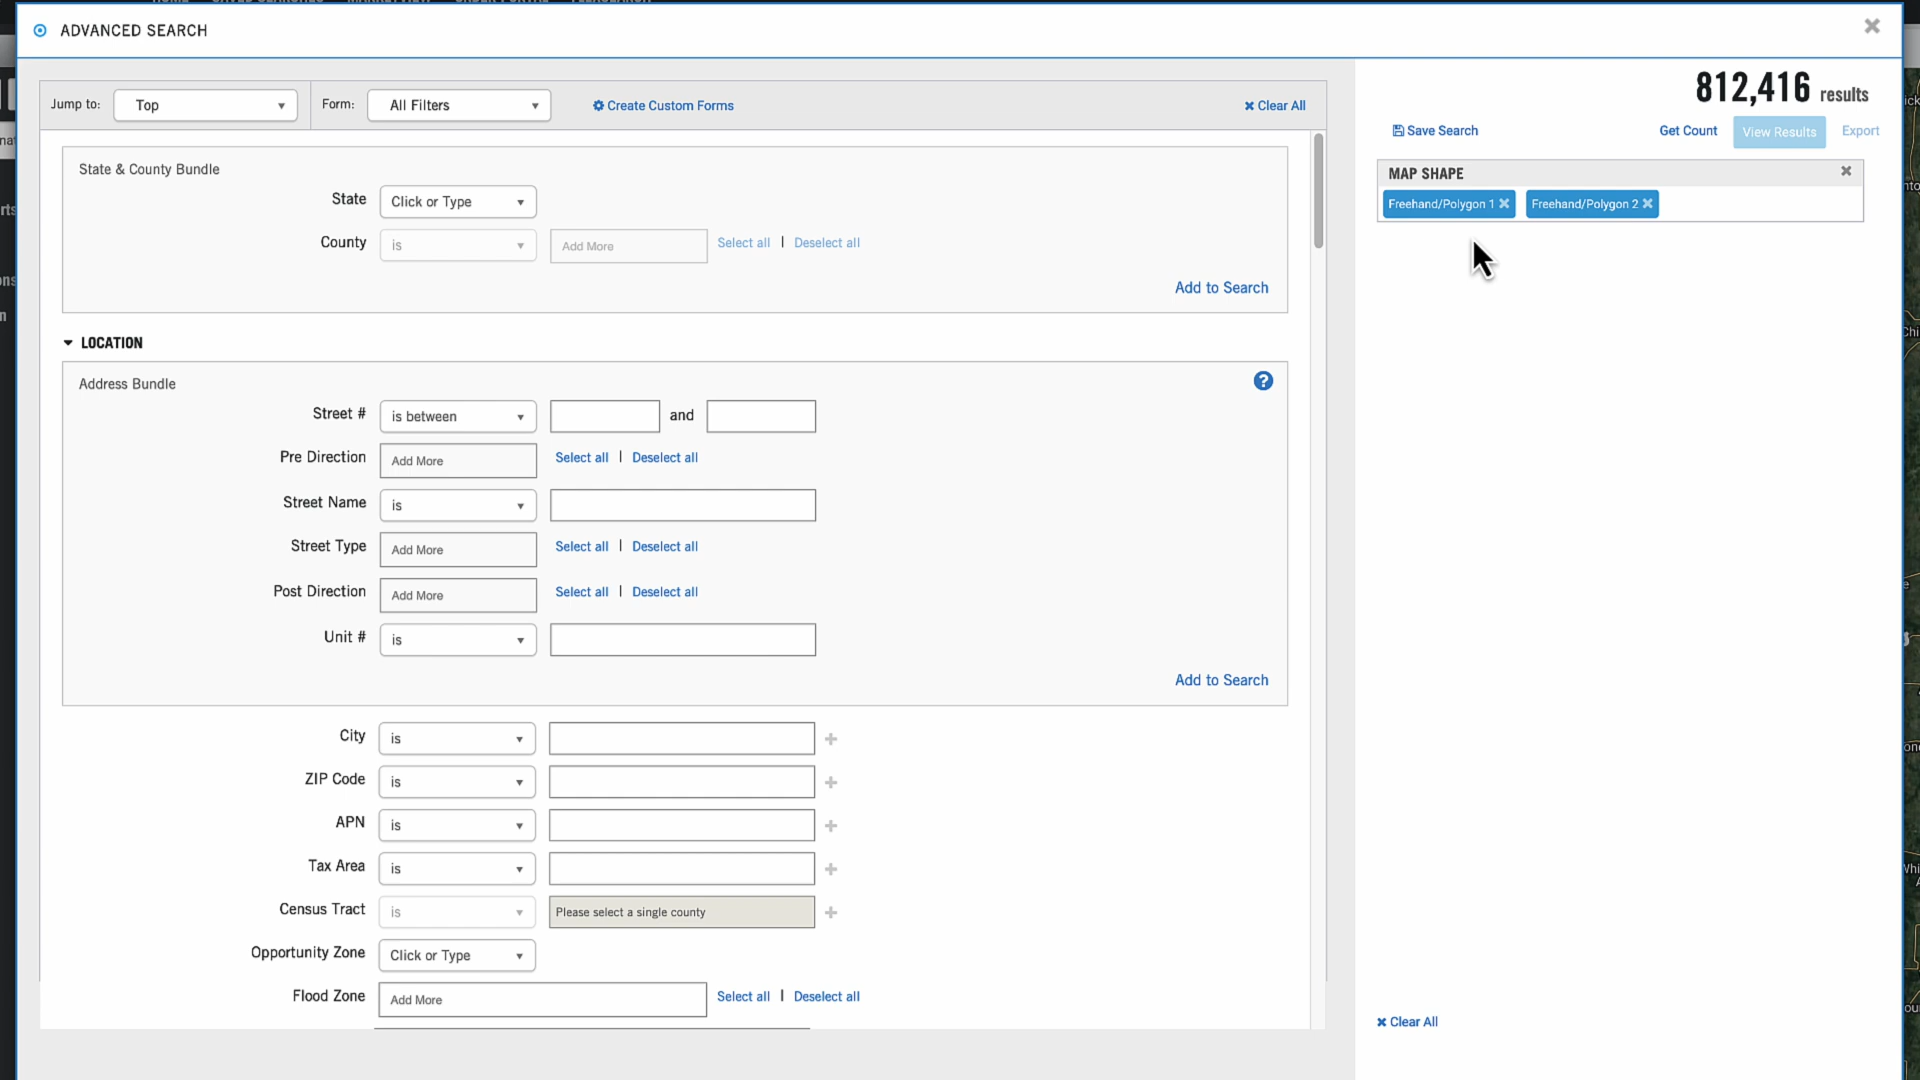 ADVANCED SEARCH
Jump to: Top Form: All Filters Create Custom Forms Clear All
State & County Bundle
State Click or Type
County is Add More Select all | Deselect all
Add to Search
LOCATION
Address Bundle
?
Street # is between and
Pre Direction Add More Select all | Deselect all
Street Name is
Street Type Add More Select all | Deselect all
Post Direction Add More Select all | Deselect all
Unit # is
Add to Search
City is
ZIP Code is
APN is
Tax Area is
Census Tract is Please select a single county
Opportunity Zone Click or Type
Flood Zone Add More Select all | Deselect all
812,416 results
Save Search Get Count View Results Export
MAP SHAPE
Freehand/Polygon 1 Freehand/Polygon 2
Clear All